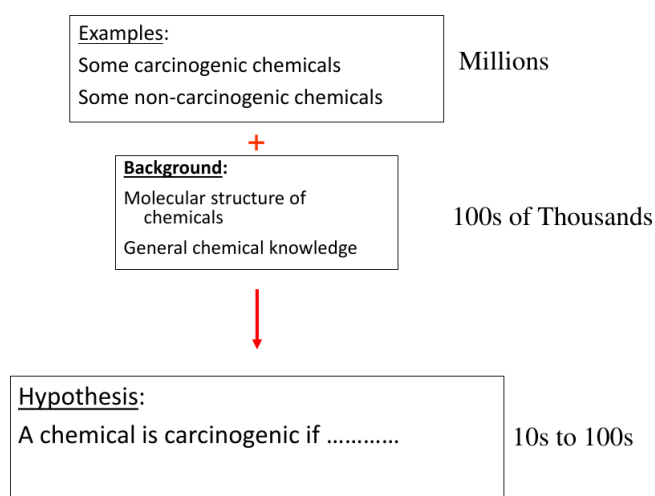 Examples:
Some carcinogenic chemicals
Some non-carcinogenic chemicals
Millions
+
Background:
Molecular structure of
chemicals
General chemical knowledge
100s of Thousands
Hypothesis:
A chemical is carcinogenic if …………
10s to 100s